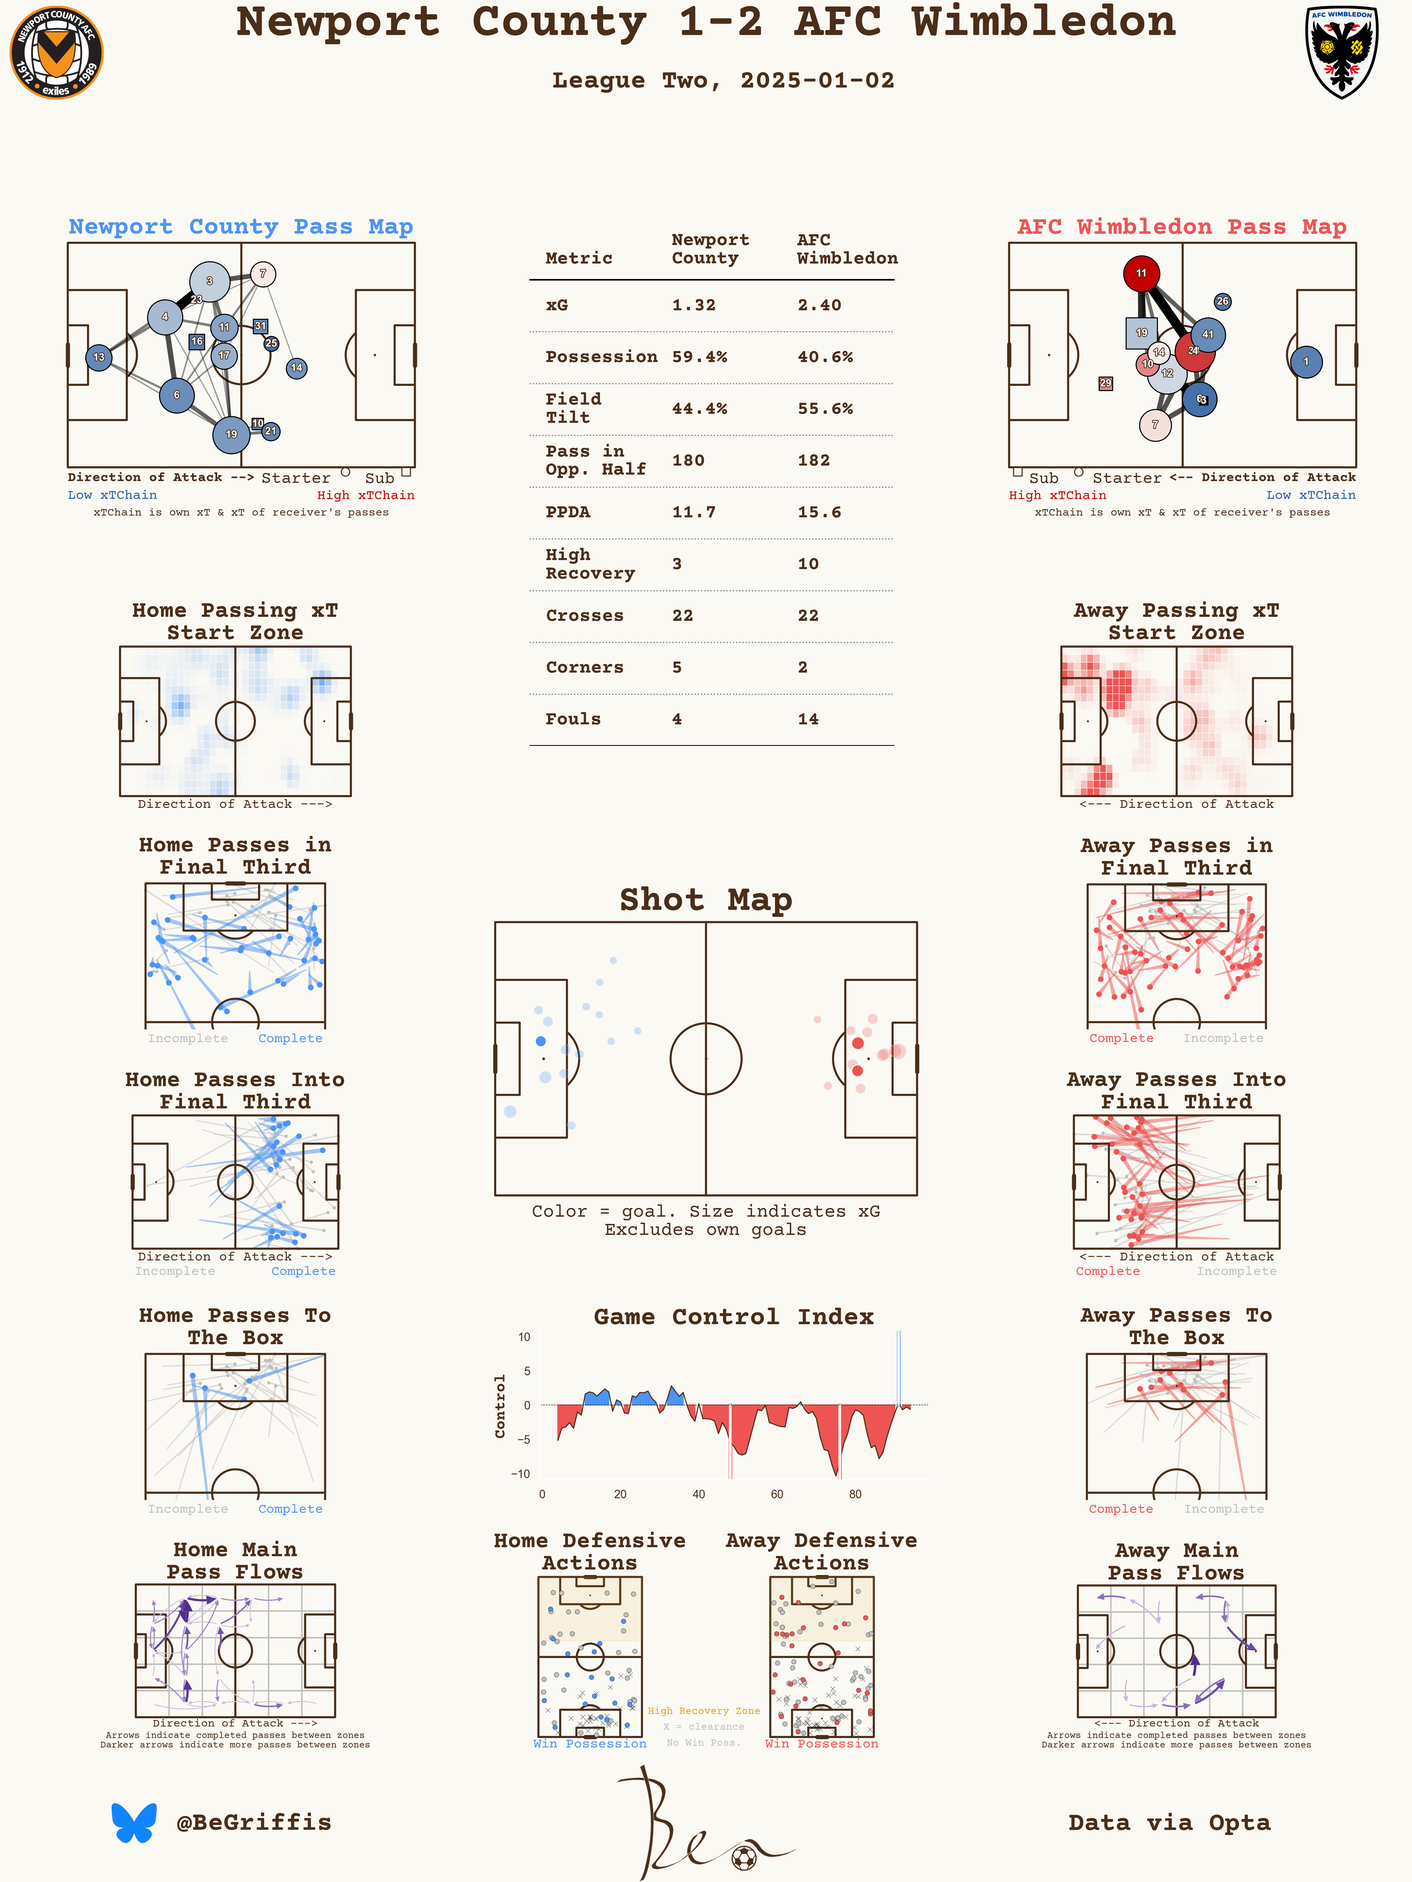 Newport County 1-2 AFC Wimbledon
League Two, 2025-01-02
NEWPORT COUNTY AFC
1912 exiles 1989
AFC WIMBLEDON
Newport County Pass Map
3
7
23
4
11
31
16
25
17
13
14
6
10
19
21
Direction of Attack --> Starter Sub
Low xTChain High xTChain
xTChain is own xT & xT of receiver's passes
Metric Newport County AFC Wimbledon
xG 1.32 2.40
Possession 59.4% 40.6%
Field Tilt 44.4% 55.6%
Pass in Opp. Half 180 182
PPDA 11.7 15.6
High Recovery 3 10
Crosses 22 22
Corners 5 2
Fouls 4 14
AFC Wimbledon Pass Map
11
26
19
41
14
10
12
1
29
6
3
7
Sub Starter <-- Direction of Attack
High xTChain Low xTChain
xTChain is own xT & xT of receiver's passes
Home Passing xT
Start Zone
Direction of Attack --->
Away Passing xT
Start Zone
<--- Direction of Attack
Home Passes in
Final Third
Incomplete Complete
Away Passes in
Final Third
Complete Incomplete
Shot Map
Color = goal. Size indicates xG
Excludes own goals
Home Passes Into
Final Third
Direction of Attack --->
Incomplete Complete
Away Passes Into
Final Third
<--- Direction of Attack
Complete Incomplete
Home Passes To
The Box
Incomplete Complete
Game Control Index
Control
10
5
0
−5
−10
0 20 40 60 80
Away Passes To
The Box
Complete Incomplete
Home Main
Pass Flows
Direction of Attack --->
Arrows indicate completed passes between zones
Darker arrows indicate more passes between zones
Home Defensive
Actions
Win Possession
High Recovery Zone
X = clearance
No Win Poss.
Away Defensive
Actions
Win Possession
Away Main
Pass Flows
<--- Direction of Attack
Arrows indicate completed passes between zones
Darker arrows indicate more passes between zones
@BeGriffis
Ben
Data via Opta